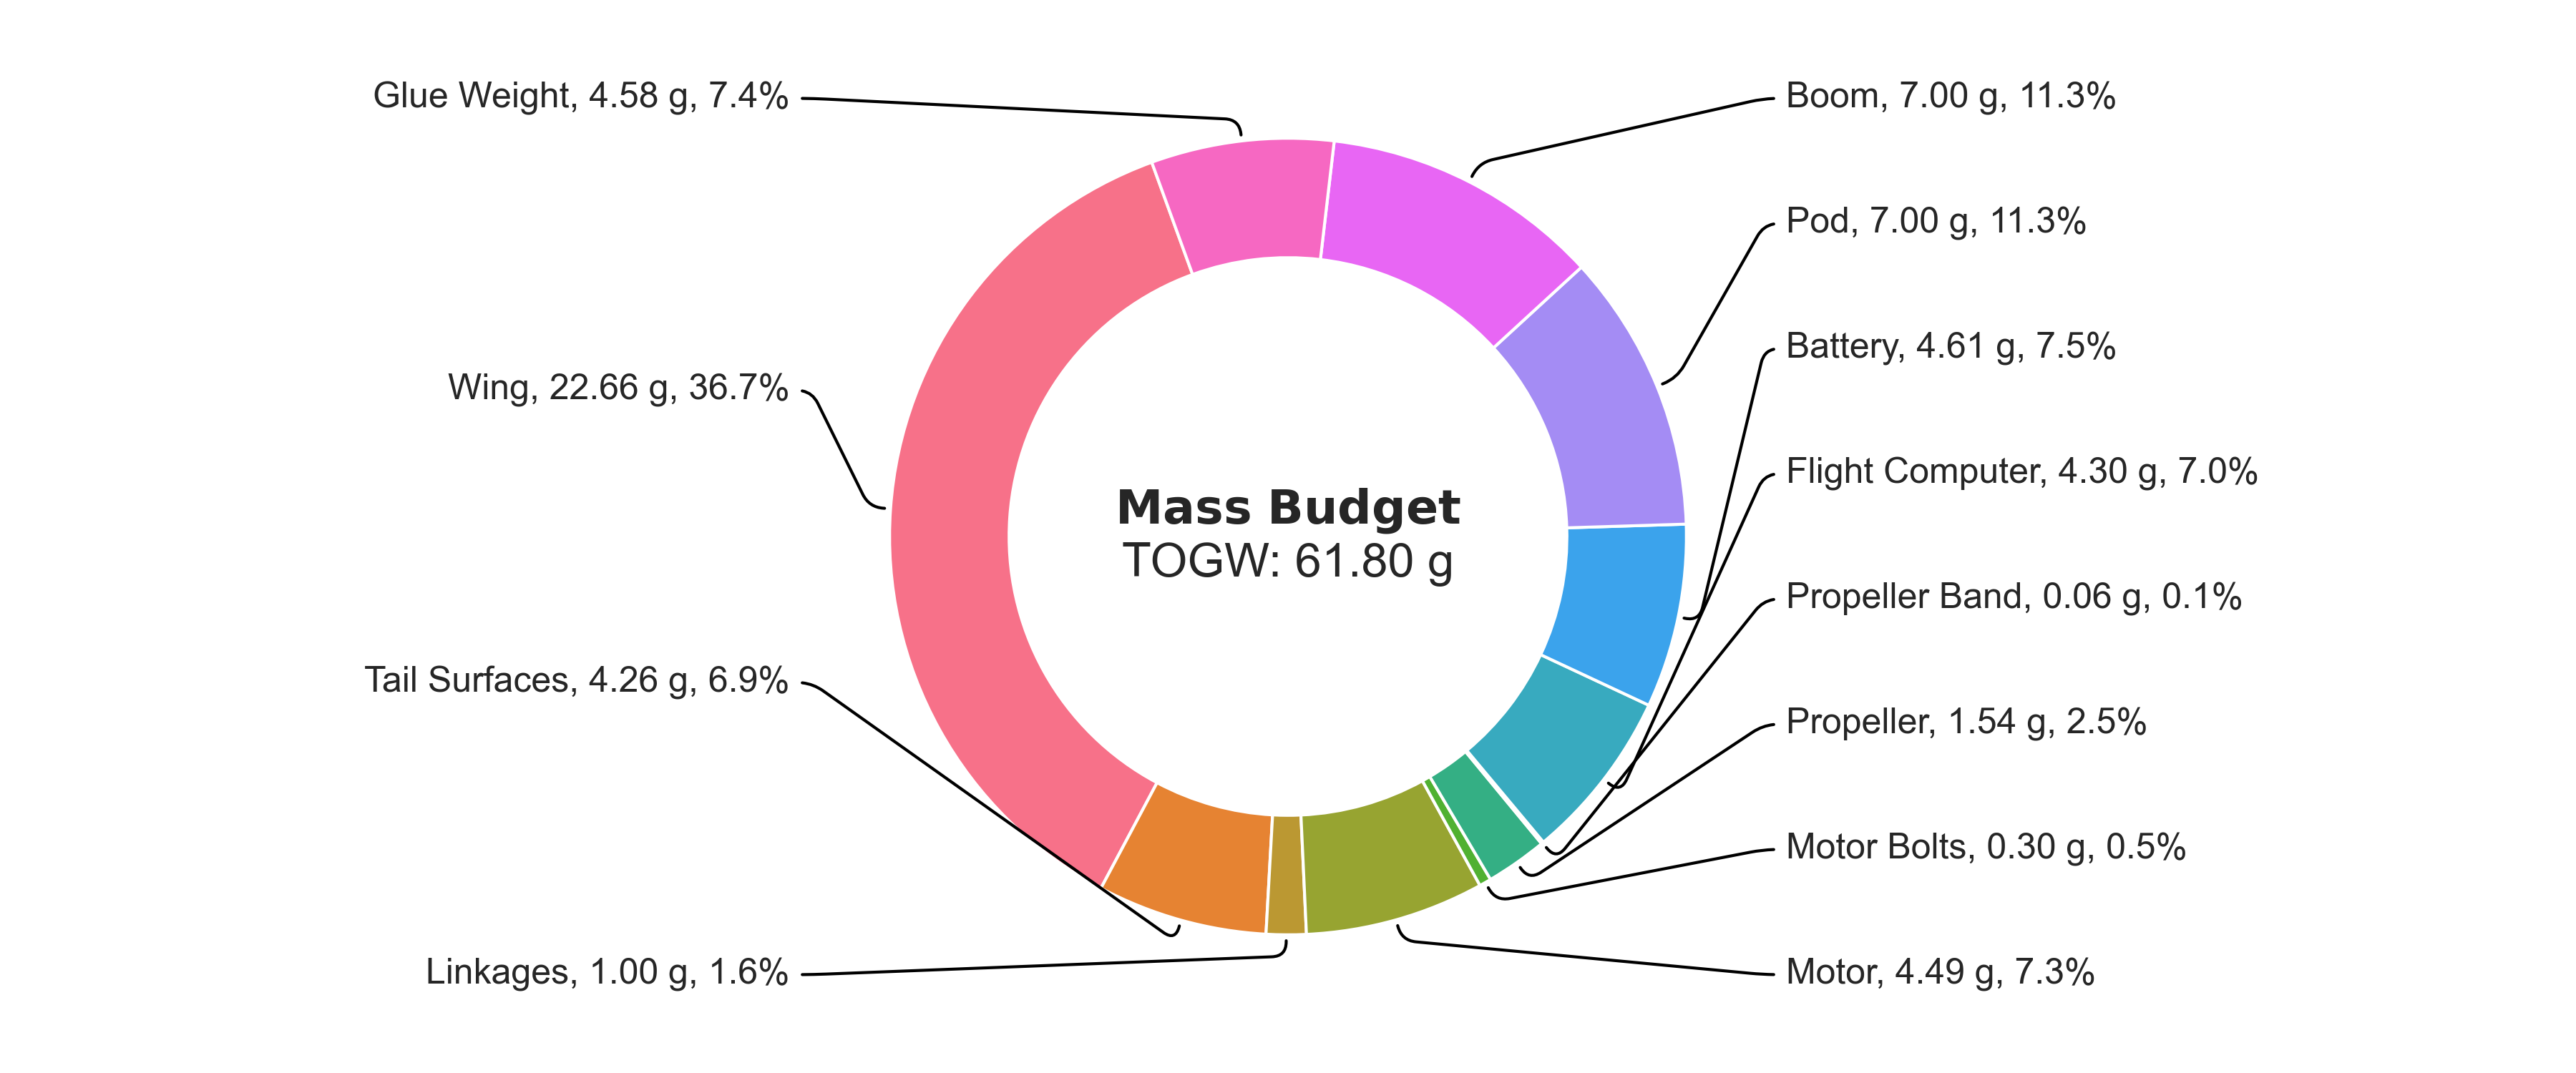 Glue Weight, 4.58 g, 7.4%
Wing, 22.66 g, 36.7%
Tail Surfaces, 4.26 g, 6.9%
Linkages, 1.00 g, 1.6%
Mass Budget
TOGW: 61.80 g
Boom, 7.00 g, 11.3%
Pod, 7.00 g, 11.3%
Battery, 4.61 g, 7.5%
Flight Computer, 4.30 g, 7.0%
Propeller Band, 0.06 g, 0.1%
Propeller, 1.54 g, 2.5%
Motor Bolts, 0.30 g, 0.5%
Motor, 4.49 g, 7.3%